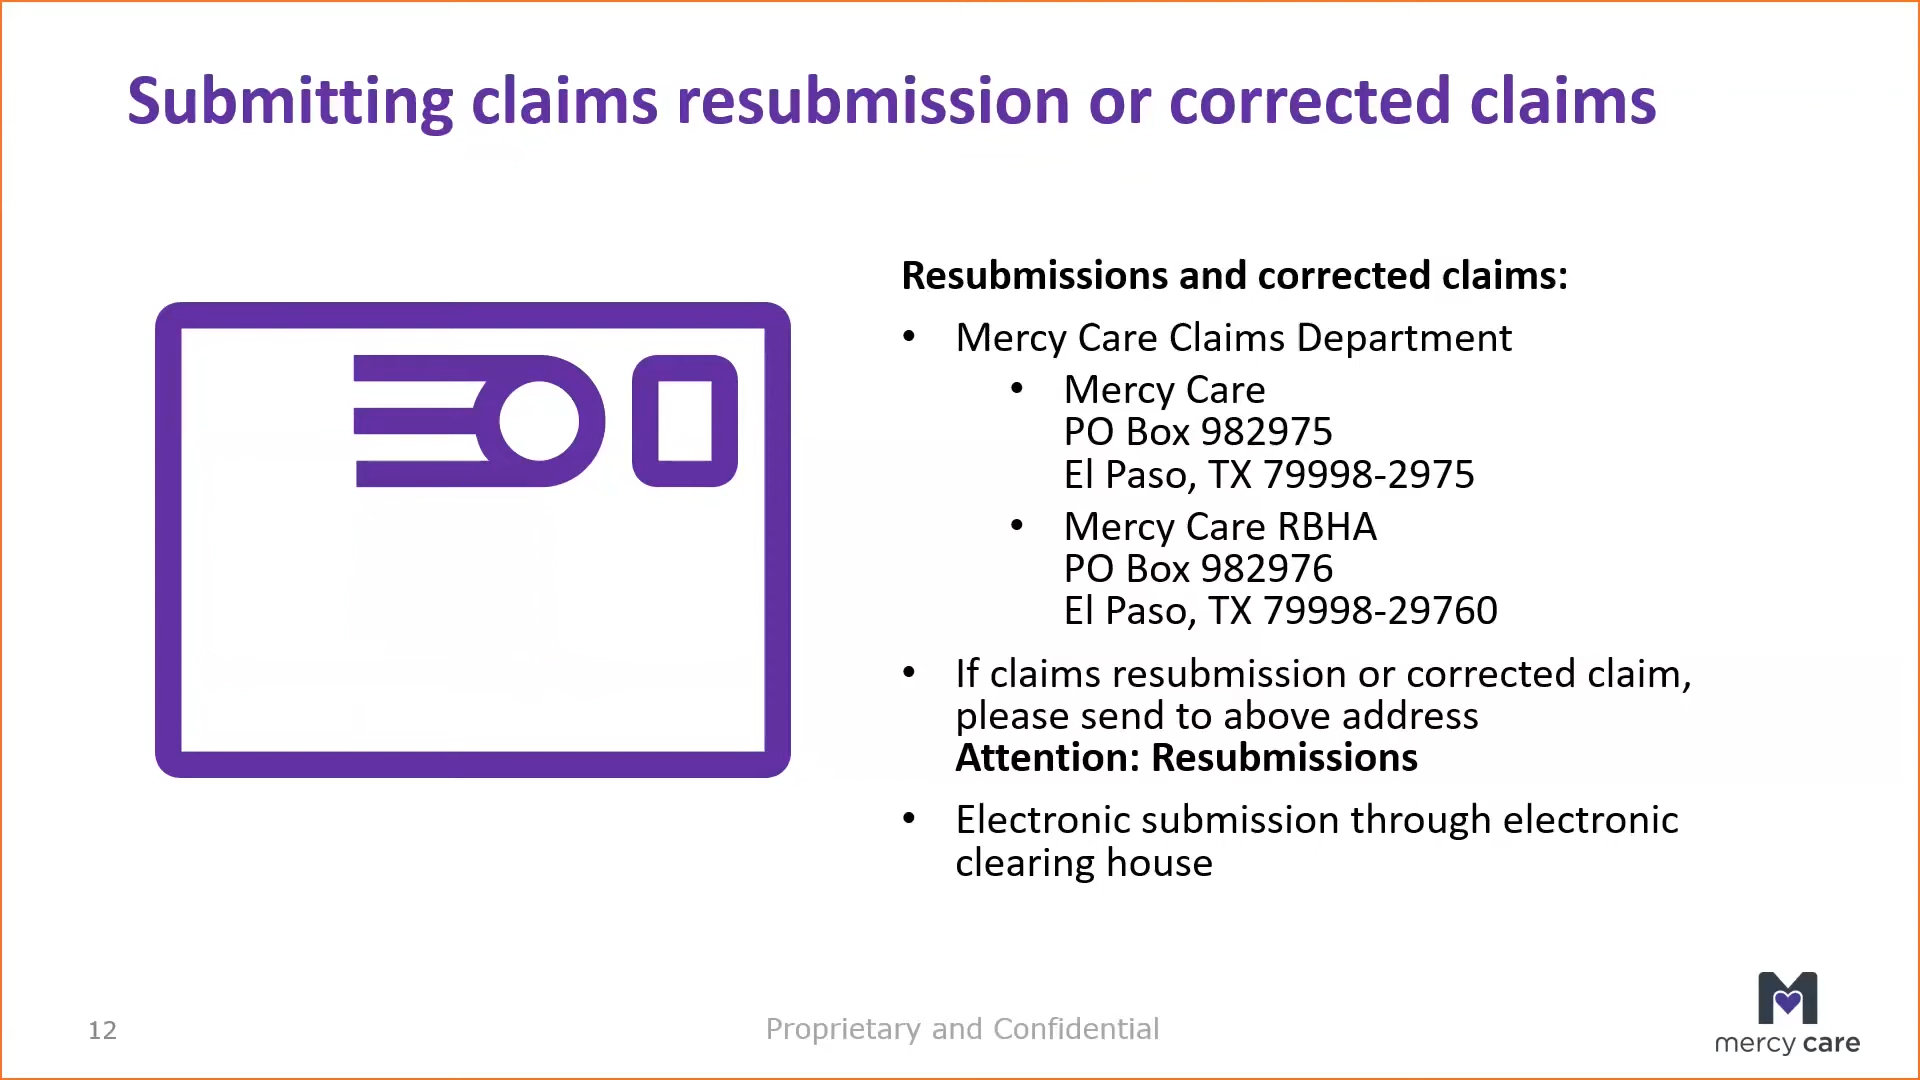 Submitting claims resubmission or corrected claims
Resubmissions and corrected claims:
• Mercy Care Claims Department
• Mercy Care
PO Box 982975
El Paso, TX 79998-2975
• Mercy Care RBHA
PO Box 982976
El Paso, TX 79998-29760
• If claims resubmission or corrected claim,
please send to above address
Attention: Resubmissions
• Electronic submission through electronic
clearing house
12
Proprietary and Confidential
mercy care